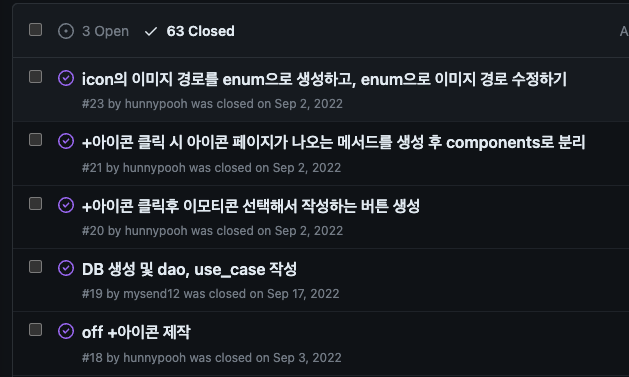 3 Open 63 Closed A
icon의 이미지 경로를 enum으로 생성하고, enum으로 이미지 경로 수정하기
#23 by hunnypooh was closed on Sep 2, 2022
+아이콘 클릭 시 아이콘 페이지가 나오는 메서드를 생성 후 components로 분리
#21 by hunnypooh was closed on Sep 2, 2022
+아이콘 클릭후 이모티콘 선택해서 작성하는 버튼 생성
#20 by hunnypooh was closed on Sep 2, 2022
DB 생성 및 dao, use_case 작성
#19 by mysend12 was closed on Sep 17, 2022
off +아이콘 제작
#18 by hunnypooh was closed on Sep 3, 2022